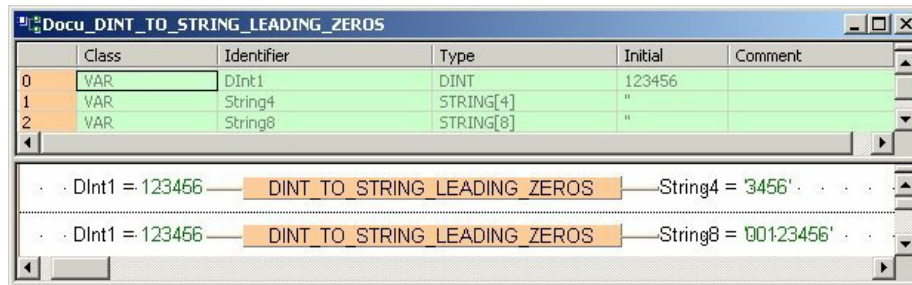 Docu_DINT_TO_STRING_LEADING_ZEROS
Class Identifier Type Initial Comment
0 VAR DInt1 DINT 123456
1 VAR String4 STRING[4] ''
2 VAR String8 STRING[8] ''
DInt1 = 123456 DINT_TO_STRING_LEADING_ZEROS String4 = '3456'
DInt1 = 123456 DINT_TO_STRING_LEADING_ZEROS String8 = '00123456'